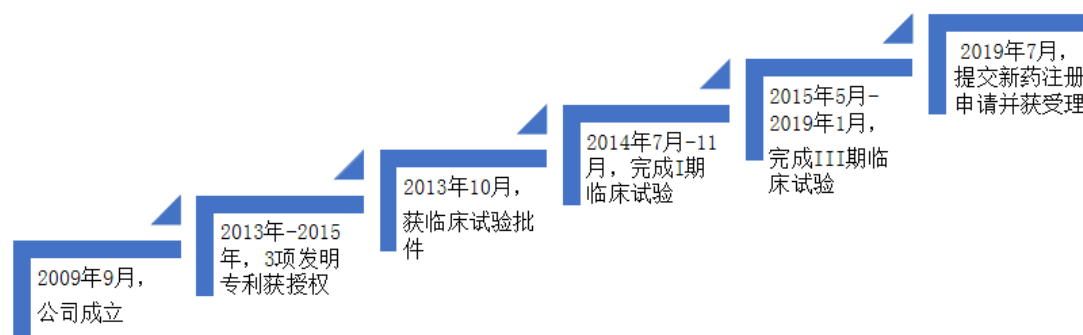 2009年9月，
公司成立
2013年-2015
年，3项发明
专利获授权
2013年10月，
获临床试验批
件
2014年7月-11
月，完成I期
临床试验
2015年5月-
2019年1月，
完成III期临
床试验
2019年7月，
提交新药注册
申请并获受理